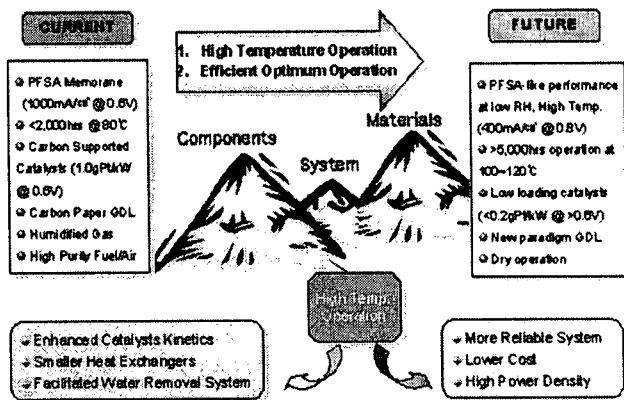 CURRENT
PFSA Memrane
(1000mA/㎠ @0.6V)
<2,000hrs @80℃
Carbon Supported
Catalysts (1.0gPt/kW
@0.6V)
Carbon Paper GDL
Humidified Gas
High Purity Fuel/Air
1. High Temperature Operation
2. Efficient Optimum Operation
Components
System
Materials
FUTURE
PFSA-like performance
at low RH, High Temp.
(400mA/㎠ @0.8V)
>5,000hrs operation at
100~120℃
Low loading catalysts
(<0.2gPt/kW @>0.6V)
New paradigm GDL
Dry operation
High Temp.
Operation
Enhanced Catalysts Kinetics
Smaller Heat Exchangers
Facilitated Water Removal System
More Reliable System
Lower Cost
High Power Density